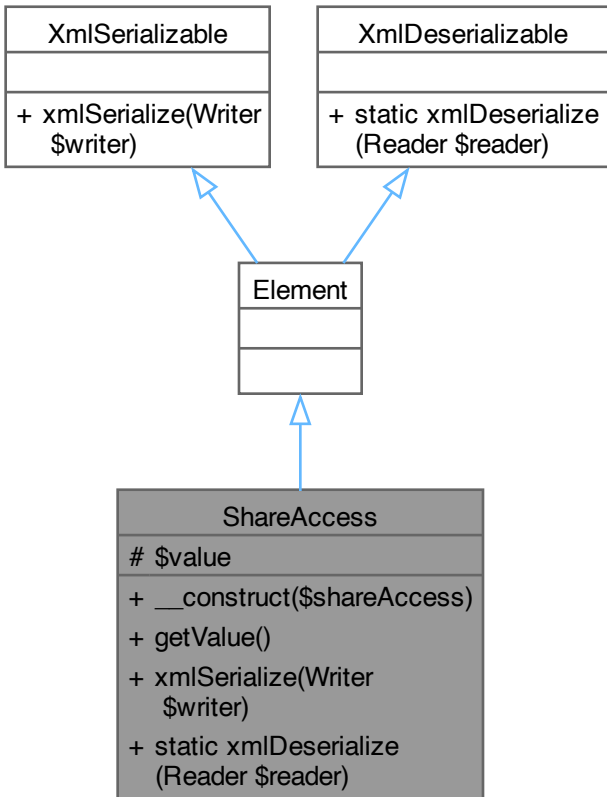 XmlSerializable
+ xmlSerialize(Writer
$writer)
XmlDeserializable
+ static xmlDeserialize
(Reader $reader)
Element
ShareAccess
# $value
+ __construct($shareAccess)
+ getValue()
+ xmlSerialize(Writer
$writer)
+ static xmlDeserialize
(Reader $reader)